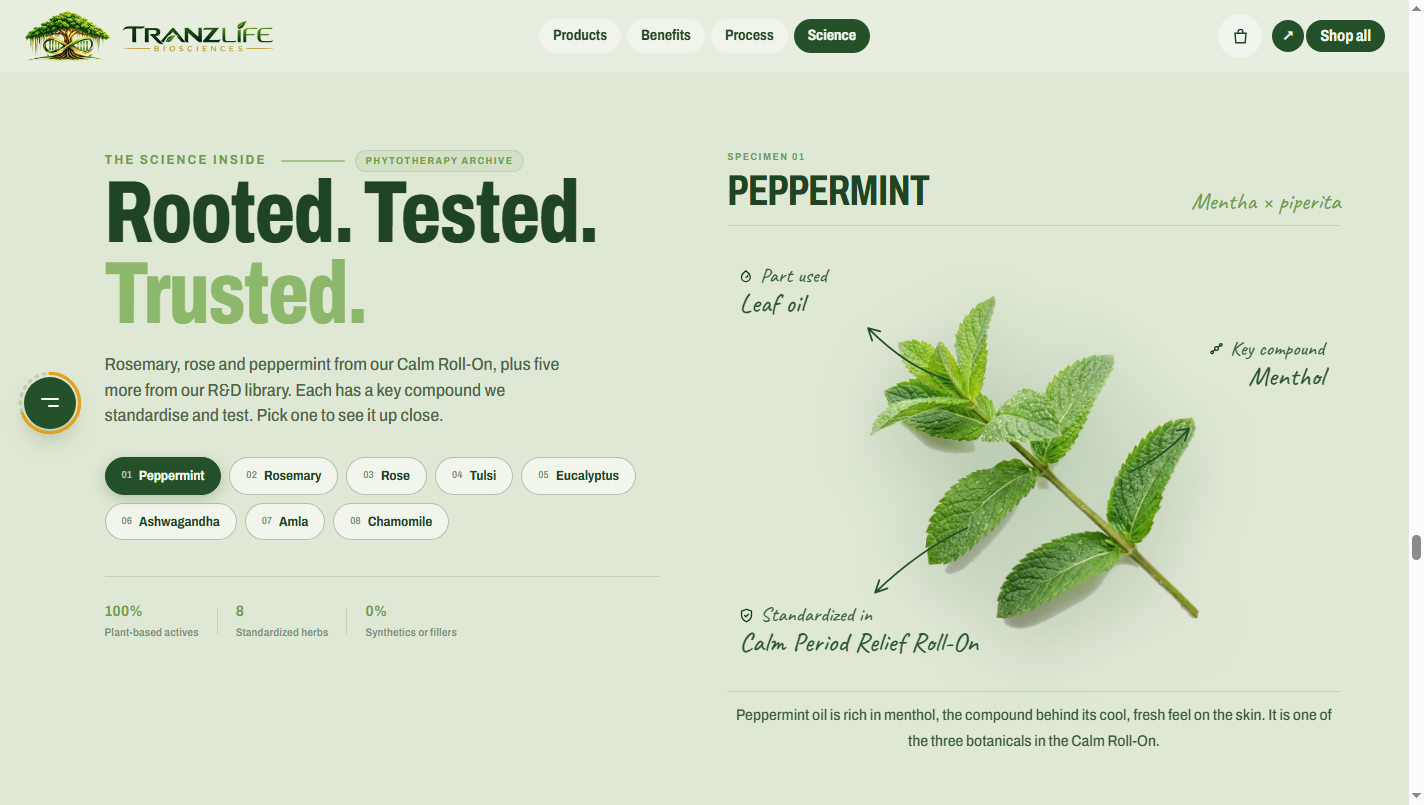 TRANZLIFE
BIOSCIENCES
Products
Benefits
Process
Science
↗
Shop all
THE SCIENCE INSIDE
PHYTOTHERAPY ARCHIVE
Rooted. Tested.
Trusted.
Rosemary, rose and peppermint from our Calm Roll-On, plus five
more from our R&D library. Each has a key compound we
standardise and test. Pick one to see it up close.
01 Peppermint
02 Rosemary
03 Rose
04 Tulsi
05 Eucalyptus
06 Ashwagandha
07 Amla
08 Chamomile
100%
Plant-based actives
8
Standardized herbs
0%
Synthetics or fillers
SPECIMEN 01
PEPPERMINT
Mentha × piperita
Part used
Leaf oil
Key compound
Menthol
Standardized in
Calm Period Relief Roll-On
Peppermint oil is rich in menthol, the compound behind its cool, fresh feel on the skin. It is one of
the three botanicals in the Calm Roll-On.